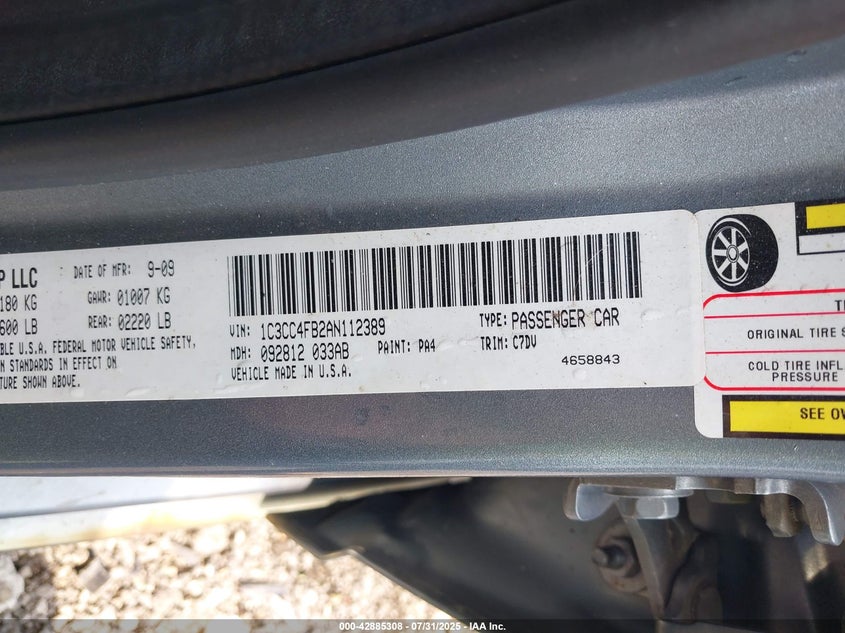 P LLC
DATE OF MFR: 9-09
180 KG
GAWR: 01007 KG
600 LB
REAR: 02220 LB
BLE U.S.A. FEDERAL MOTOR VEHICLE SAFETY,
ON STANDARDS IN EFFECT ON
TURE SHOWN ABOVE.
VIN: 1C3CC4FB2AN112389
TYPE: PASSENGER CAR
MDH: 092812 033AB
PAINT: PA4
TRIM: C7DV
VEHICLE MADE IN U.S.A.
4658843
ORIGINAL TIRE S
COLD TIRE INFL
PRESSURE
SEE OW
000-42885308 - 07/31/2025 - IAA Inc.